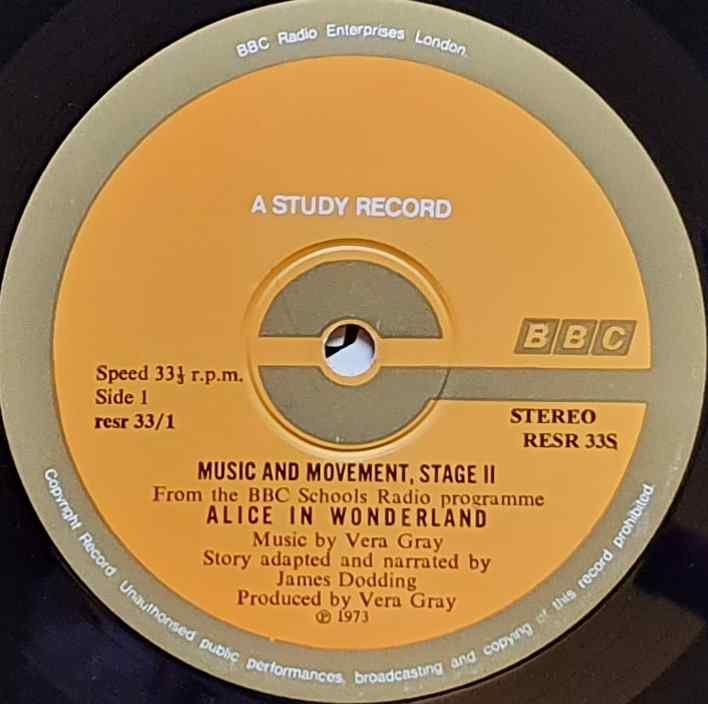 BBC Radio Enterprises London.
A STUDY RECORD
BBC
Speed 33⅓ r.p.m.
Side 1
resr 33/1
STEREO
RESR 33S
MUSIC AND MOVEMENT, STAGE II
From the BBC Schools Radio programme
ALICE IN WONDERLAND
Music by Vera Gray
Story adapted and narrated by
James Dodding
Produced by Vera Gray
℗ 1973
Copyright Record. Unauthorised public performances, broadcasting and copying of this record prohibited.